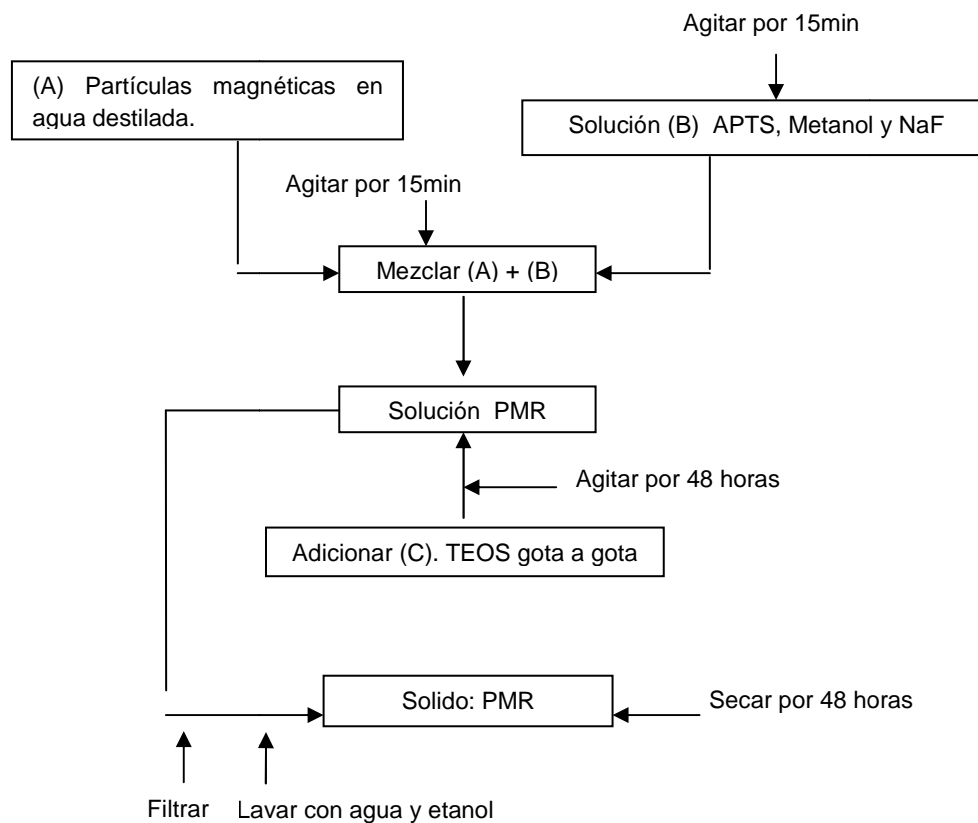 Agitar por 15min
(A) Partículas magnéticas en
agua destilada.
Solución (B) APTS, Metanol y NaF
Agitar por 15min
Mezclar (A) + (B)
Solución PMR
Agitar por 48 horas
Adicionar (C). TEOS gota a gota
Solido: PMR
Secar por 48 horas
Filtrar
Lavar con agua y etanol